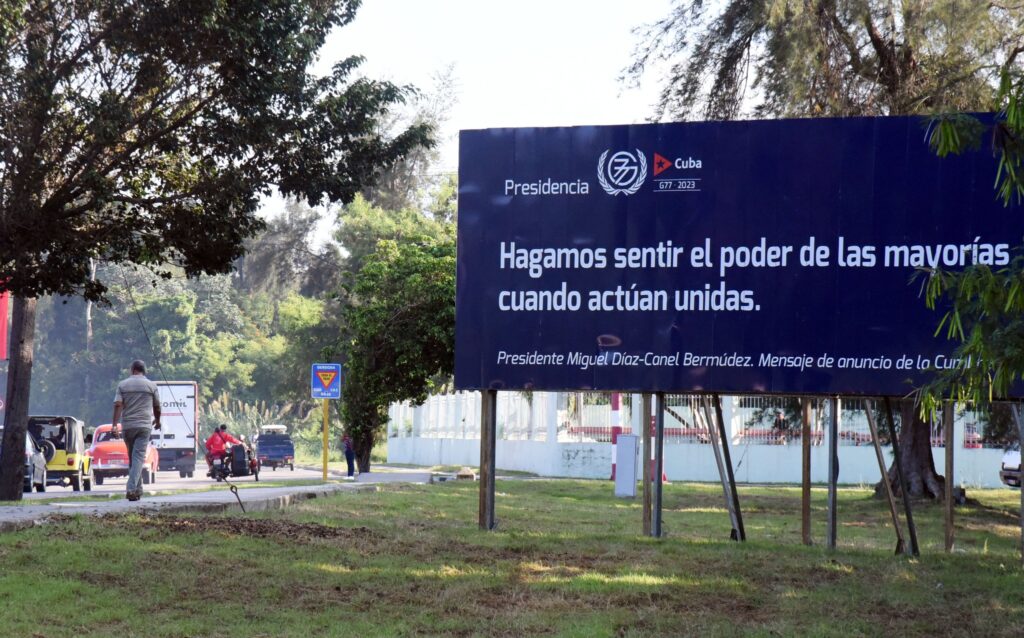 Presidencia
77
Cuba
G77 · 2023
Hagamos sentir el poder de las mayorías
cuando actúan unidas.
Presidente Miguel Díaz-Canel Bermúdez. Mensaje de anuncio de la